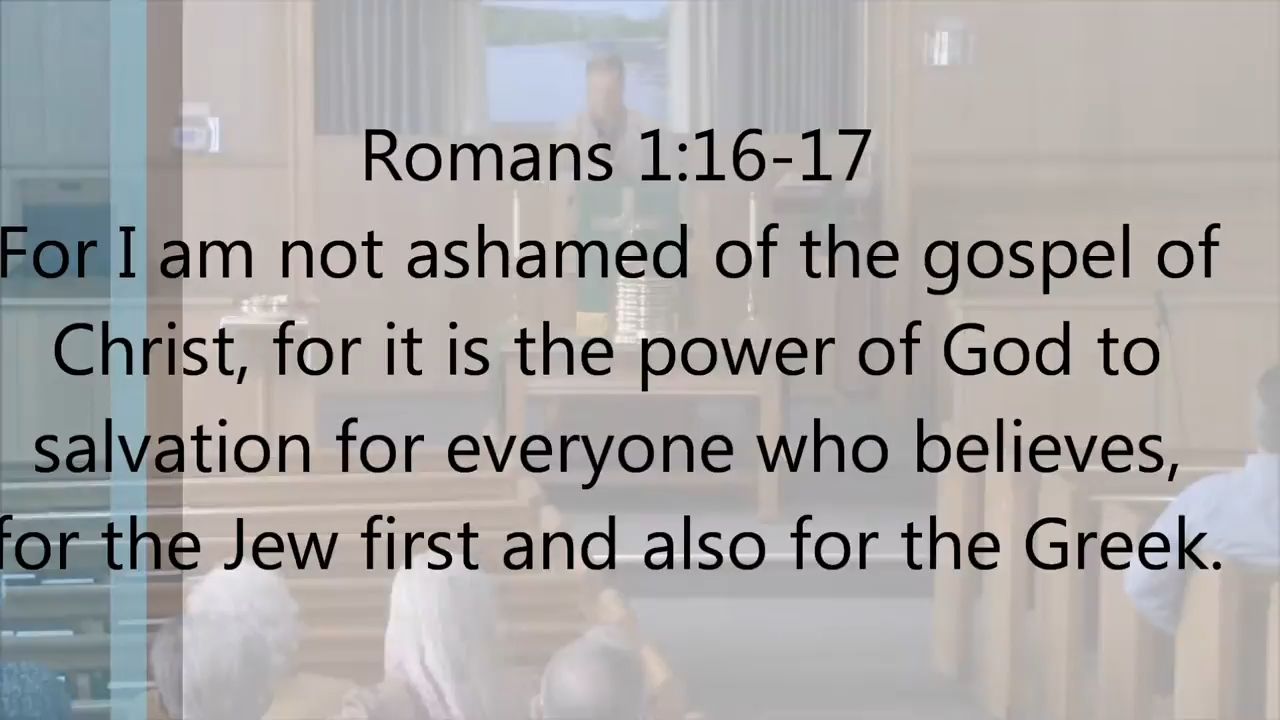 Romans 1:16-17
For I am not ashamed of the gospel of
Christ, for it is the power of God to
salvation for everyone who believes,
for the Jew first and also for the Greek.